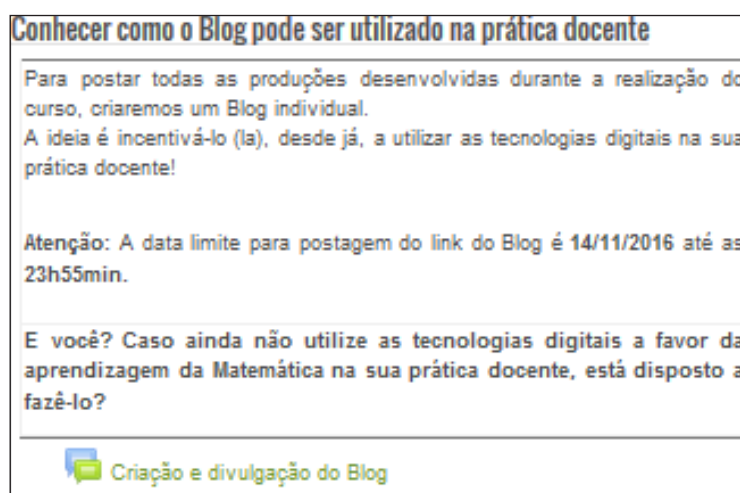 Conhecer como o Blog pode ser utilizado na prática docente
Para postar todas as produções desenvolvidas durante a realização do
curso, criaremos um Blog individual.
A ideia é incentivá-lo (la), desde já, a utilizar as tecnologias digitais na sua
prática docente!
Atenção: A data limite para postagem do link do Blog é 14/11/2016 até as
23h55min.
E você? Caso ainda não utilize as tecnologias digitais a favor da
aprendizagem da Matemática na sua prática docente, está disposto a
fazê-lo?
Criação e divulgação do Blog